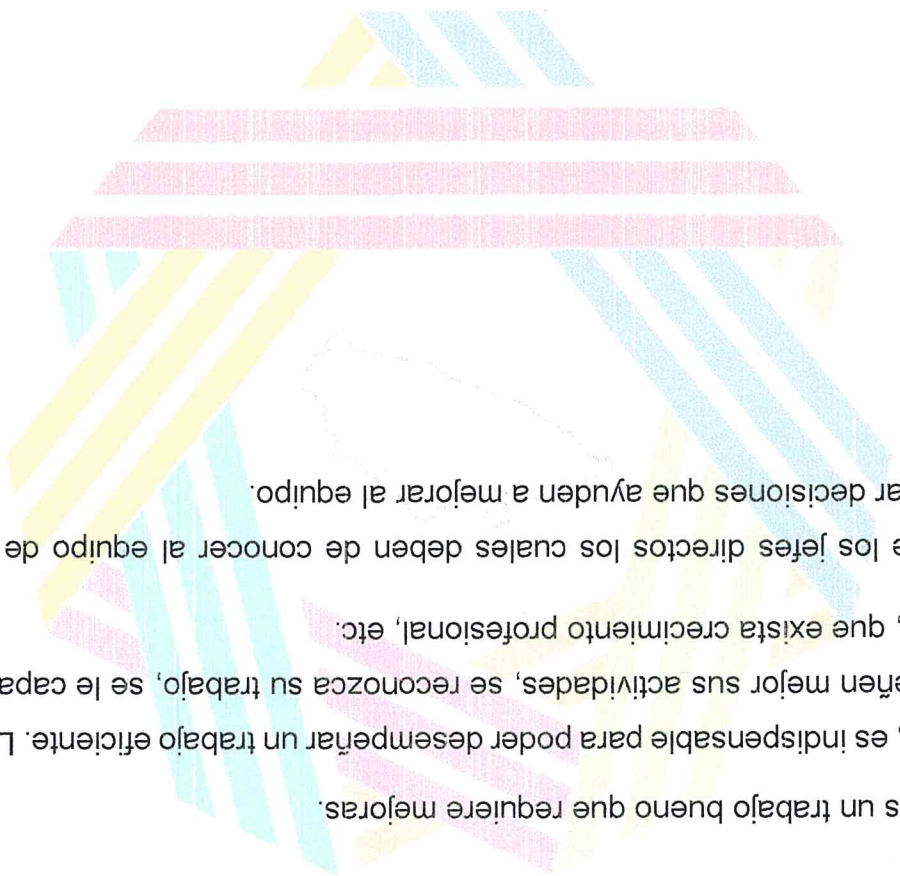 s un trabajo bueno que requiere mejoras.
, es indispensable para poder desempeñar un trabajo eficiente. L
eñen mejor sus actividades, se reconozca su trabajo, se le capa
, que exista crecimiento profesional, etc.
e los jefes directos los cuales deben de conocer al equipo de
ar decisiones que ayuden a mejorar al equipo.